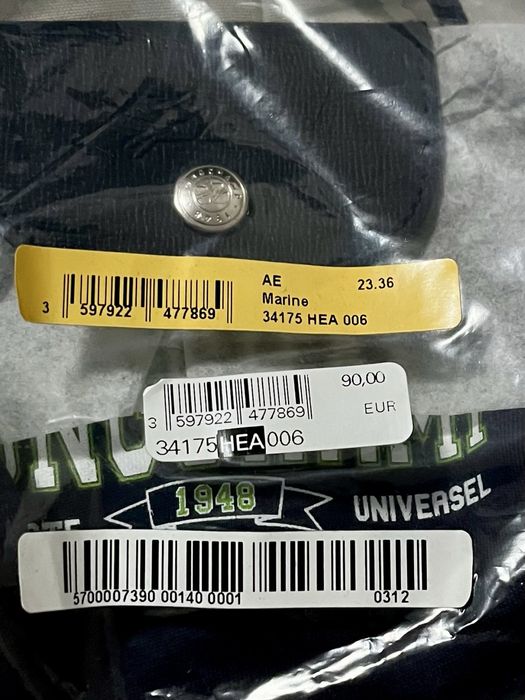 AE 23.36
Marine
34175 HEA 006
3 597922 477869
90,00
EUR
3 597922 477869
34175 HEA 006
1948
UNIVERSEL
5700007390 00140 0001 0312